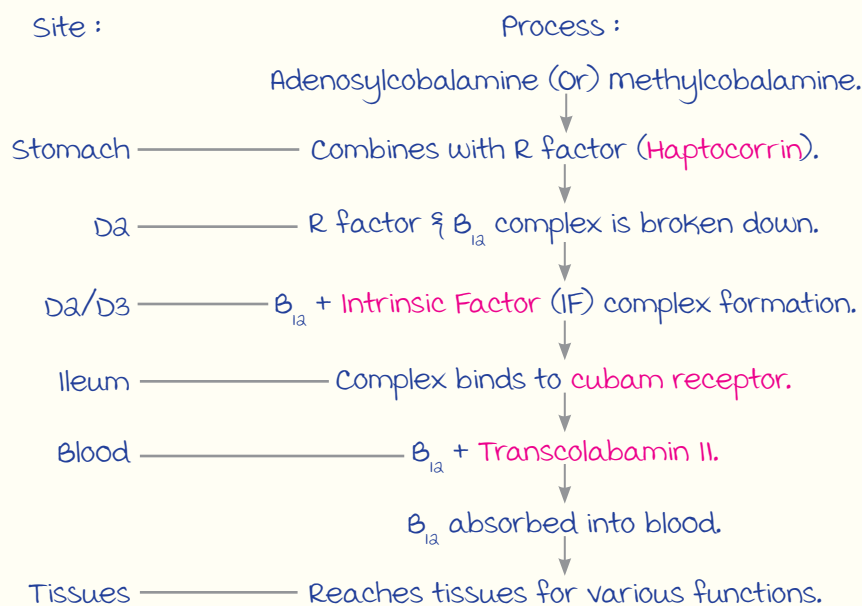 Site : Process :
Adenosylcobalamine (Or) methylcobalamine.
Stomach Combines with R factor (Haptocorrin).
D2 R factor & B₁₂ complex is broken down.
D2/D3 B₁₂ + Intrinsic Factor (IF) complex formation.
Ileum Complex binds to cubam receptor.
Blood B₁₂ + Transcolabamin II.
B₁₂ absorbed into blood.
Tissues Reaches tissues for various functions.